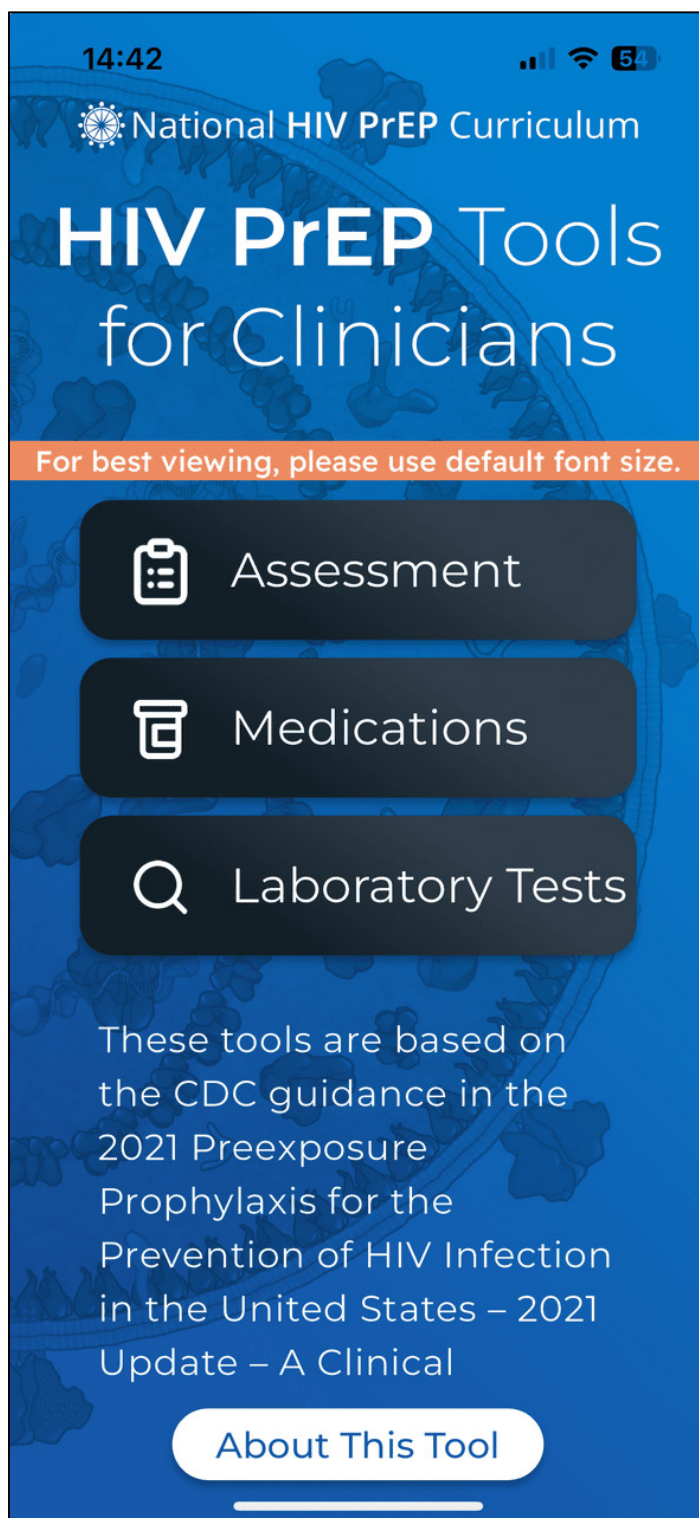 14:42
54
National HIV PrEP Curriculum
HIV PrEP Tools
for Clinicians
For best viewing, please use default font size.
Assessment
Medications
Laboratory Tests
These tools are based on
the CDC guidance in the
2021 Preexposure
Prophylaxis for the
Prevention of HIV Infection
in the United States – 2021
Update – A Clinical
About This Tool